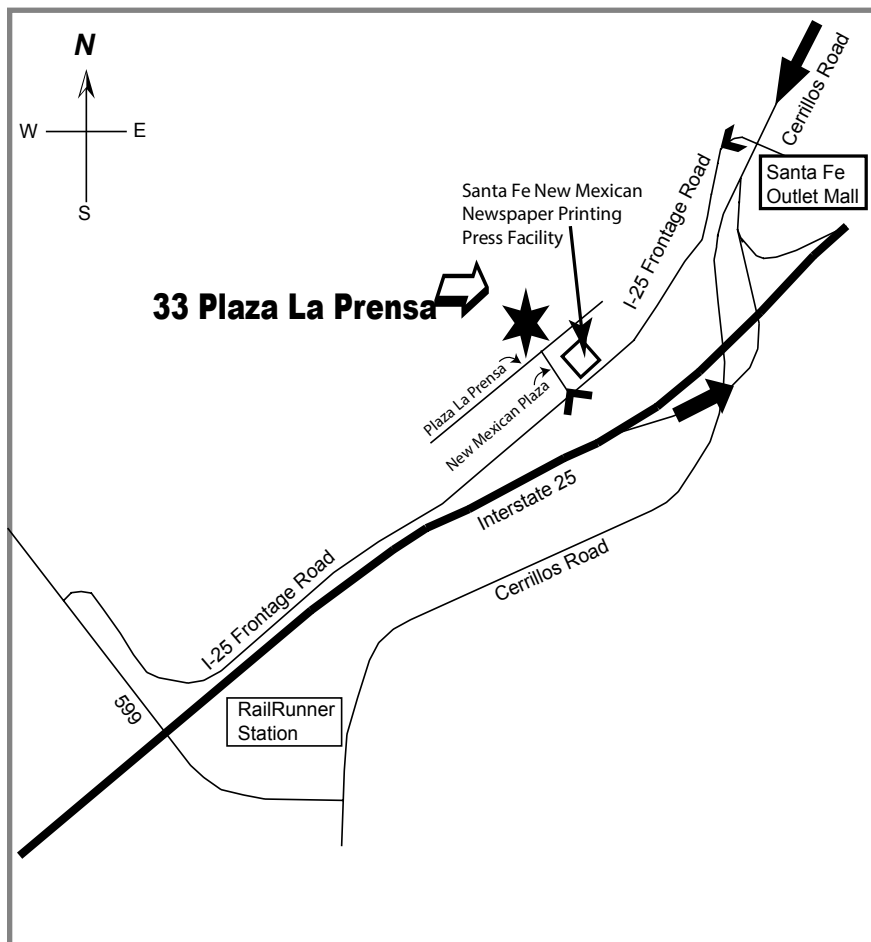 N
W
E
S
Cerrillos Road
Santa Fe
Outlet Mall
I-25 Frontage Road
Santa Fe New Mexican
Newspaper Printing
Press Facility
33 Plaza La Prensa
Plaza La Prensa
New Mexican Plaza
Interstate 25
Cerrillos Road
I-25 Frontage Road
599
RailRunner
Station